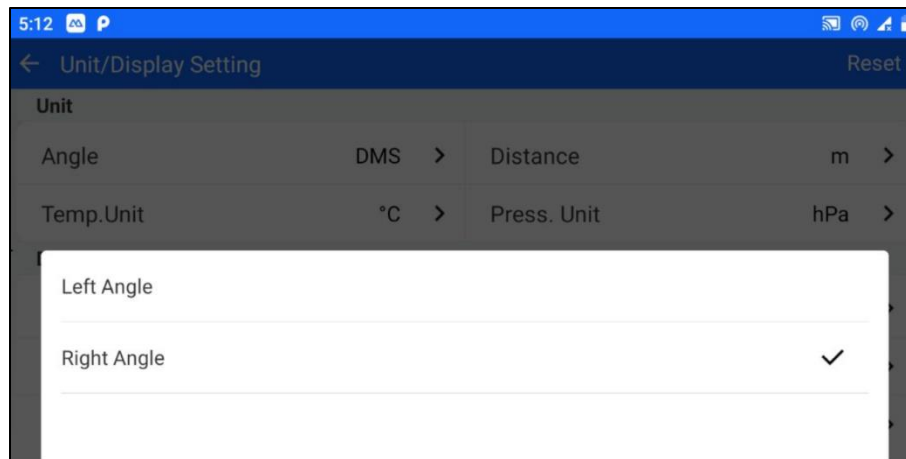 5:12
Unit/Display Setting Reset
Unit
Angle DMS Distance m
Temp.Unit °C Press. Unit hPa
Left Angle
Right Angle